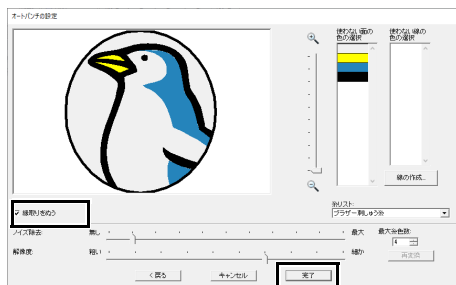 オートパンチの設定
使わない面の
色の選択
使わない線の
色の選択
線の作成...
縁取りをぬう
糸リスト:
ブラザー刺しゅう糸
ノイズ除去:
無し
最大
最大分色数:
4
解像度:
粗い
細か
再変換
< 戻る
キャンセル
完了